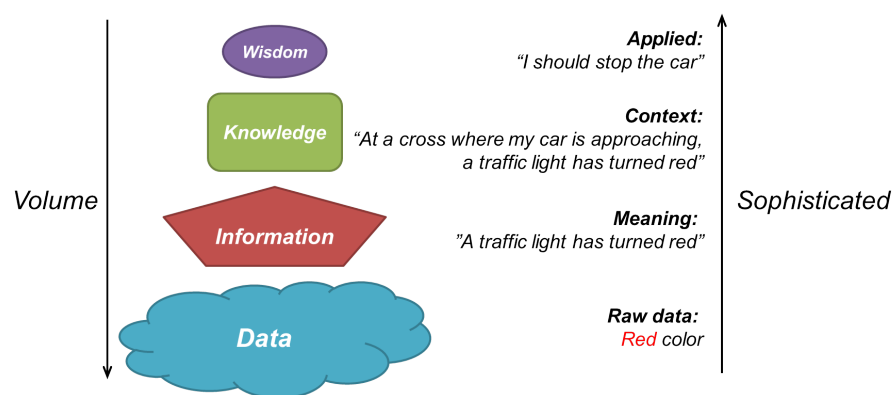 Wisdom
Applied:
“I should stop the car”
Knowledge
Context:
“At a cross where my car is approaching,
a traffic light has turned red”
Volume
Sophisticated
Information
Meaning:
”A traffic light has turned red”
Data
Raw data:
Red color